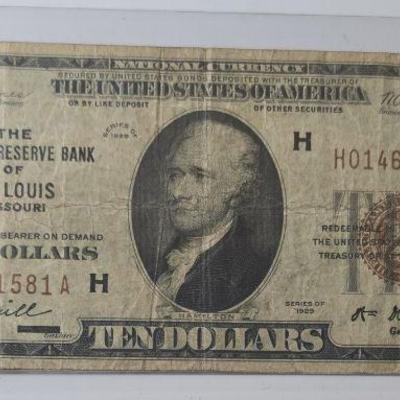 NATIONAL CURRENCY
SECURED BY UNITED STATES BONDS DEPOSITED WITH THE TREASURER OF
THE UNITED STATES OF AMERICA
OR BY LIKE DEPOSIT OF OTHER SECURITIES
SERIES OF
1929
THE
RESERVE BANK
OF
LOUIS
SSOURI
BEARER ON DEMAND
OLLARS
H
H0146
1581A H
REDEEMABLE
THE UNITED STA
TREASURY
HAMILTON
SERIES OF
1929
TEN DOLLARS